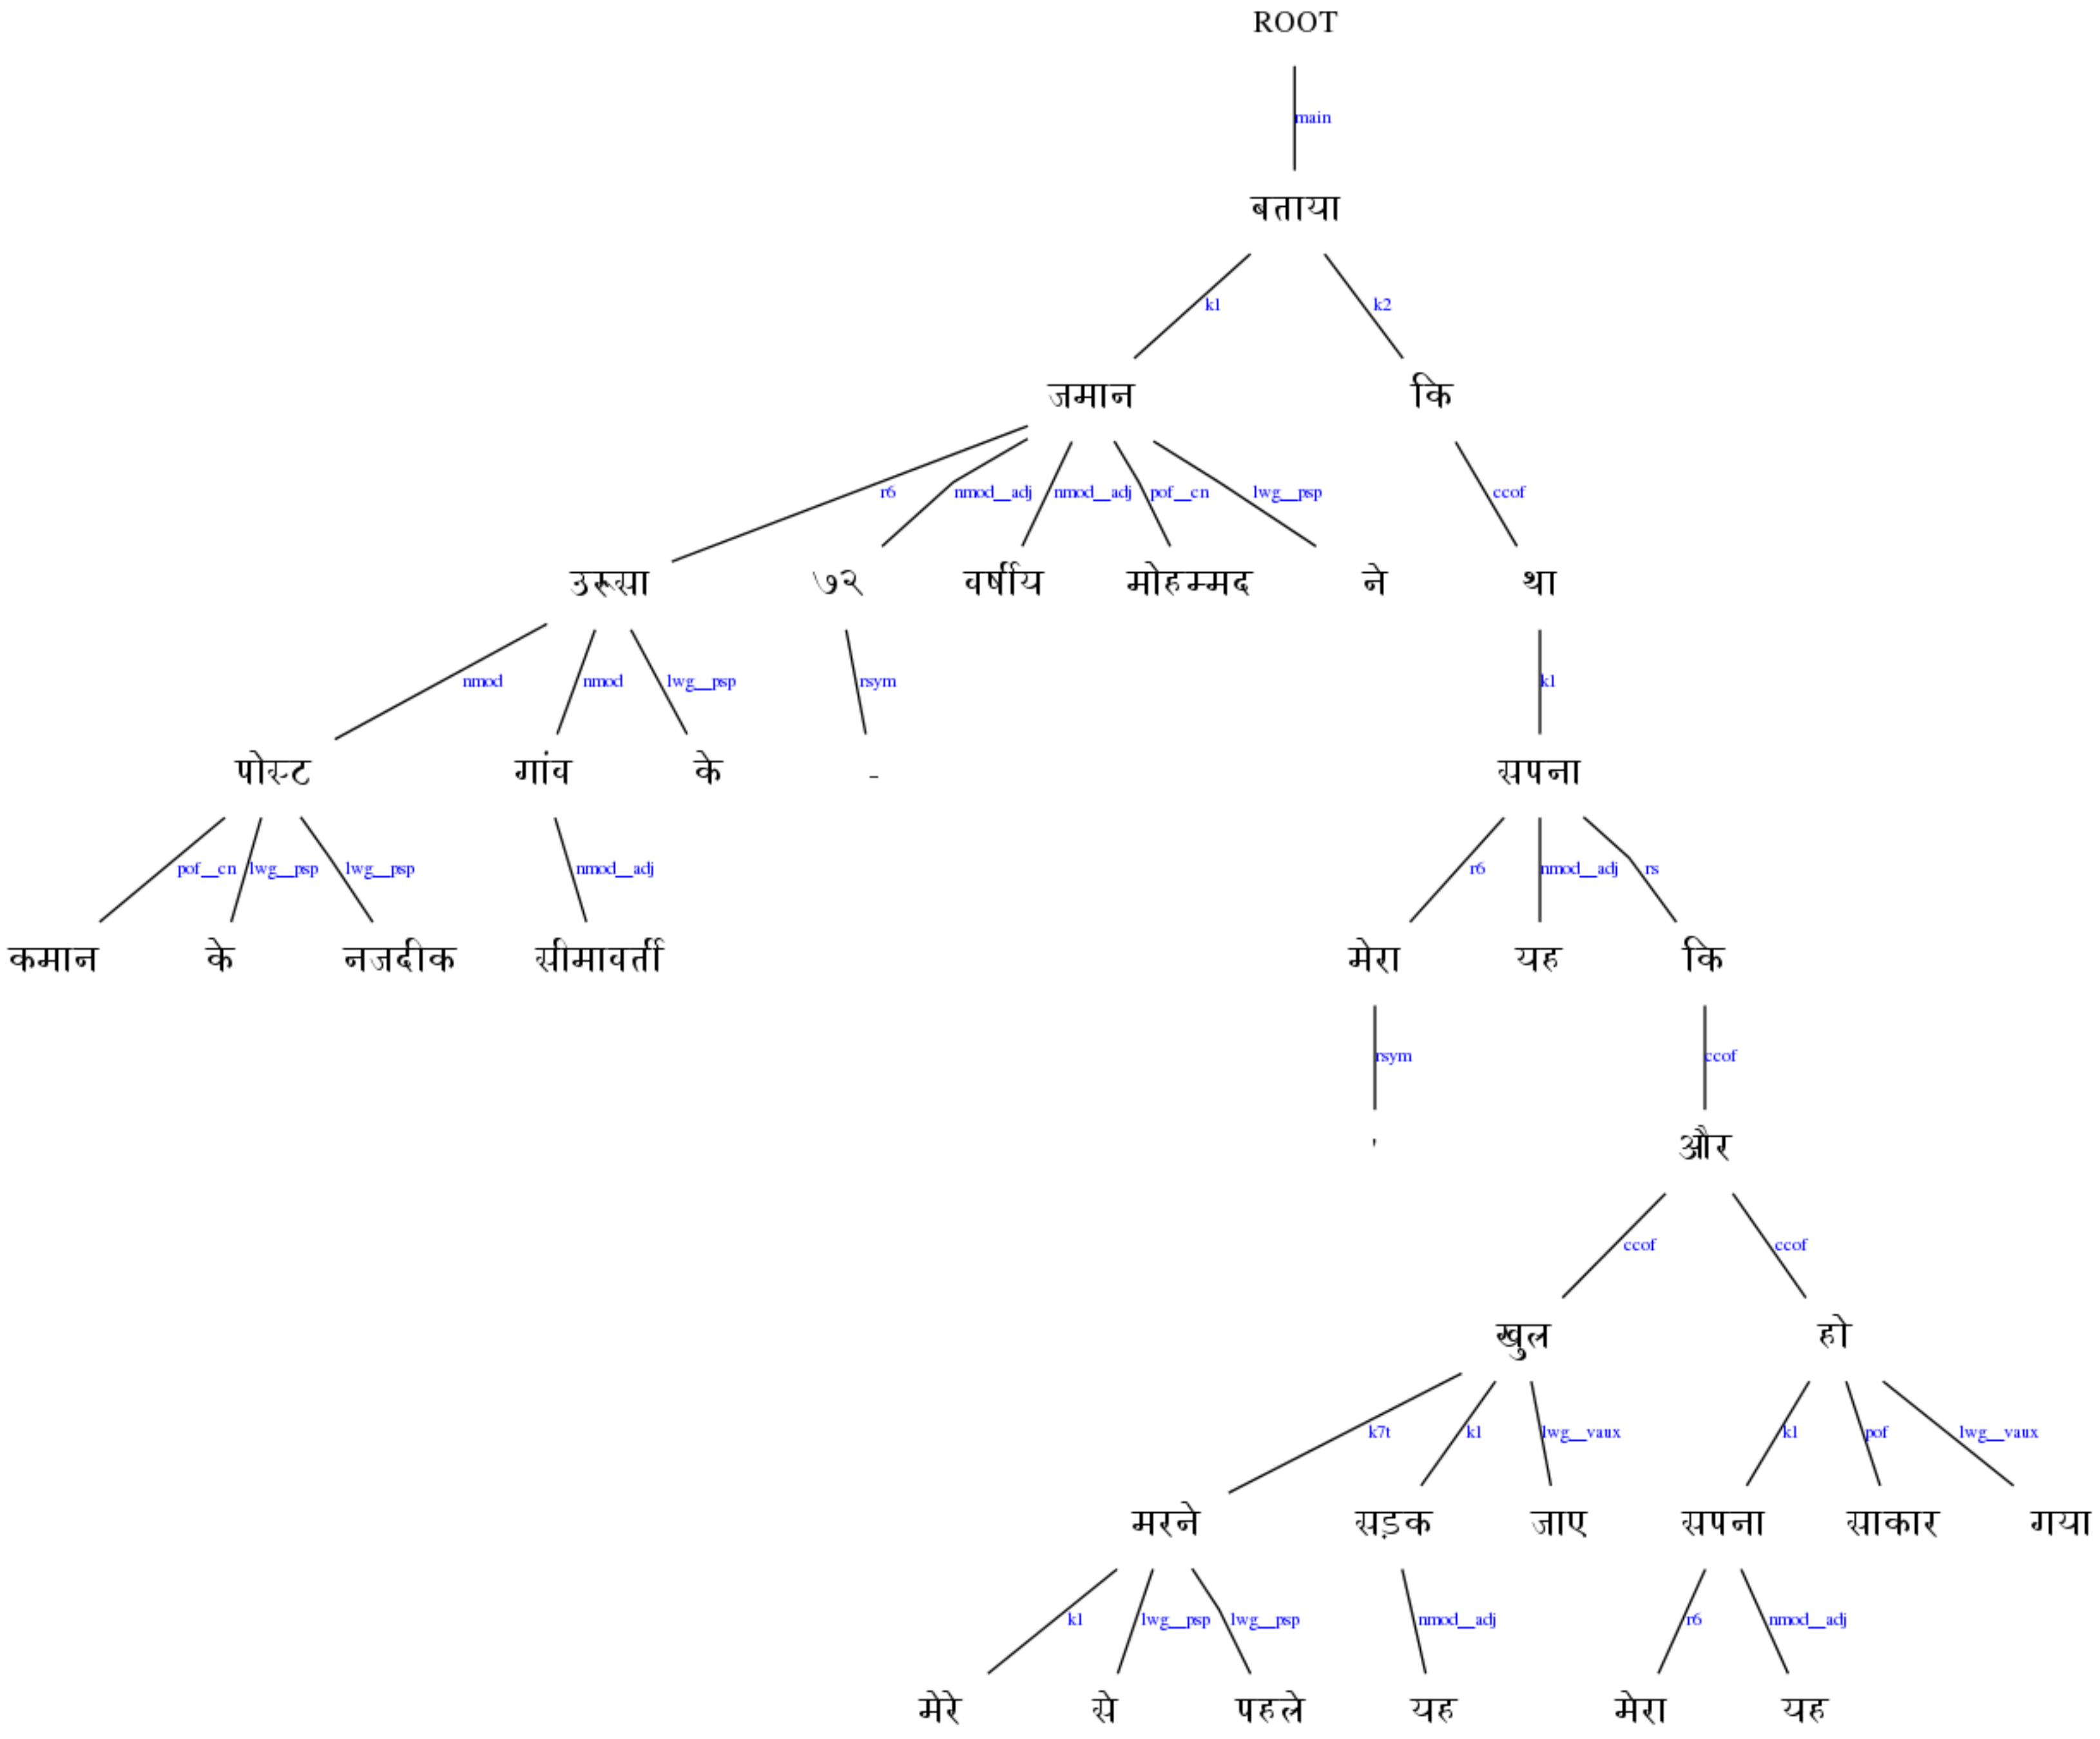 ROOT
main
बताया
k1 k2
जमान कि
r6 nmod__adj nmod__adj pof__cn lwg__psp ccof
उरूसा ७२ वर्षीय मोहम्मद ने था
nmod nmod lwg__psp rsym k1
पोस्ट गांव के - सपना
pof__cn lwg__psp lwg__psp nmod__adj r6 nmod__adj rs
कमान के नजदीक सीमावर्ती मेरा यह कि
rsym ccof
' और
ccof ccof
खुल हो
k7t k1 lwg__vaux k1 pof lwg__vaux
मरने सड़क जाए सपना साकार गया
k1 lwg__psp lwg__psp nmod__adj r6 nmod__adj
मेरे से पहले यह मेरा यह